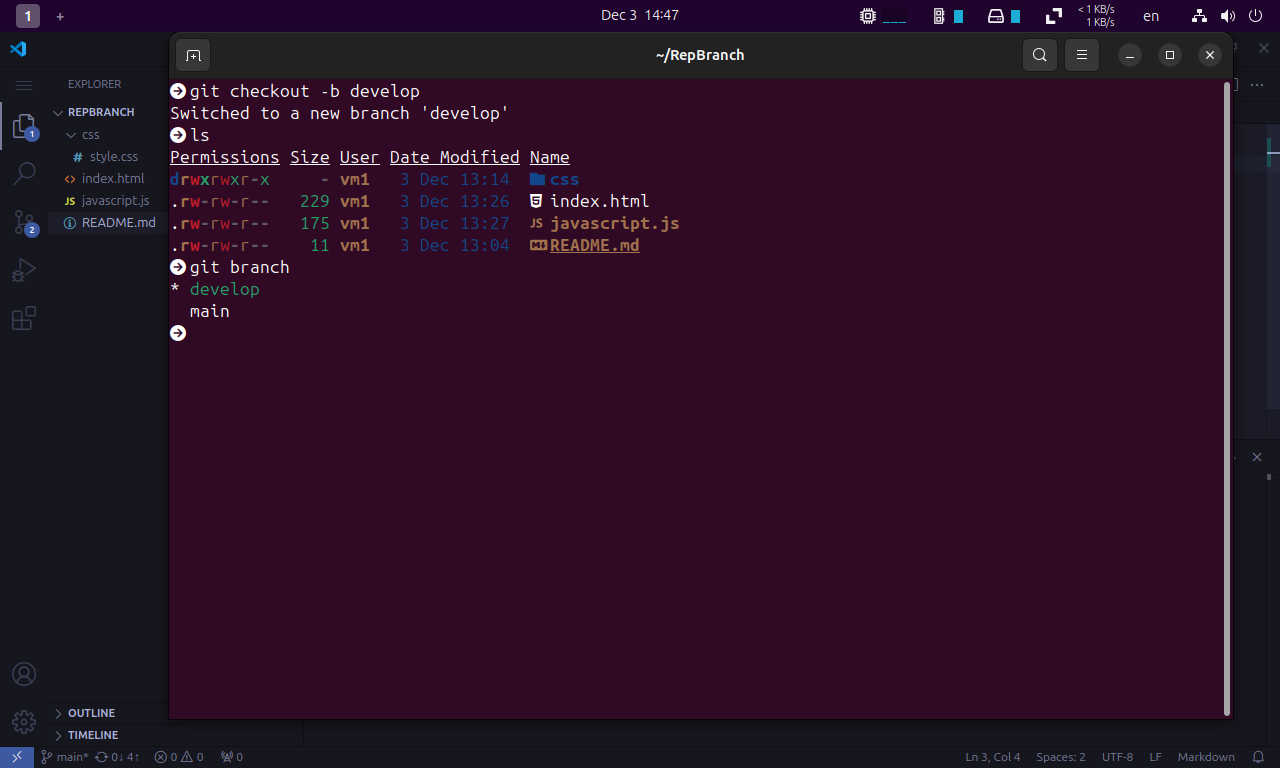 1 + Dec 3 14:47 < 1 KB/s 1 KB/s en
~/RepBranch
EXPLORER
REPBRANCH
css
# style.css
<> index.html
JS javascript.js
README.md
1
2
git checkout -b develop
Switched to a new branch 'develop'
ls
Permissions Size User Date Modified Name
drwxrwxr-x - vm1 3 Dec 13:14 css
.rw-rw-r-- 229 vm1 3 Dec 13:26 index.html
.rw-rw-r-- 175 vm1 3 Dec 13:27 JS javascript.js
.rw-rw-r-- 11 vm1 3 Dec 13:04 README.md
git branch
* develop
main
OUTLINE
TIMELINE
main* 0↓ 4↑ 0 0 0 Ln 3, Col 4 Spaces: 2 UTF-8 LF Markdown